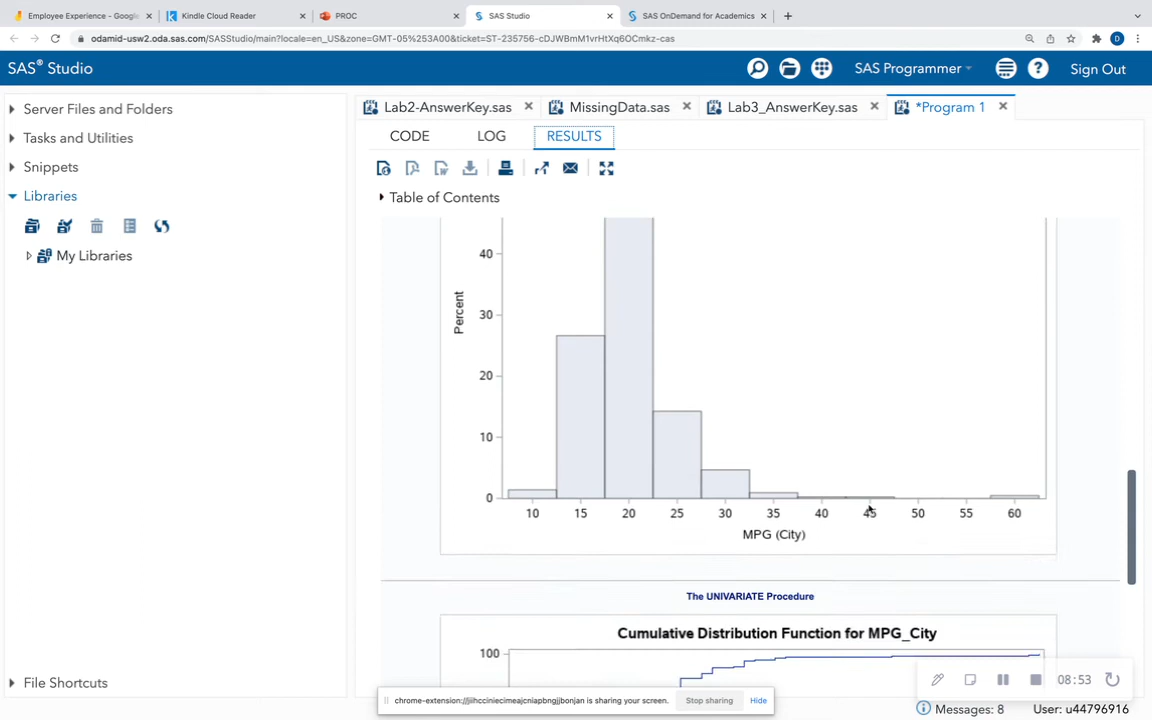 Employee Experience - Googl
Kindle Cloud Reader
PROC
SAS Studio
SAS OnDemand for Academics
odamid-usw2.oda.sas.com/SASStudio/main?locale=en_US&zone=GMT-05%253A00&ticket=ST-235756-cDJWBmM1vrHtXq6OCmkz-cas
D
SAS® Studio
SAS Programmer
Sign Out
Server Files and Folders
Tasks and Utilities
Snippets
Libraries
My Libraries
File Shortcuts
Lab2-AnswerKey.sas
MissingData.sas
Lab3_AnswerKey.sas
*Program 1
CODE LOG RESULTS
Table of Contents
40
30
20
10
0
Percent
10 15 20 25 30 35 40 45 50 55 60
MPG (City)
The UNIVARIATE Procedure
Cumulative Distribution Function for MPG_City
100
08:53
chrome-extension://jiihcciniecimeajcniapbngjjbonjan is sharing your screen.
Stop sharing
Hide
Messages: 8
User: u44796916